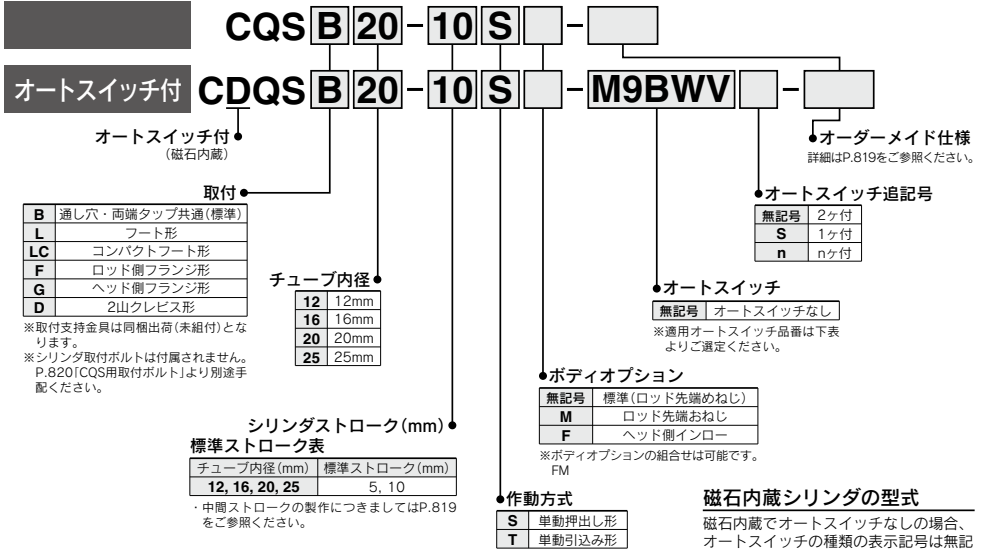 CQS B 20-10 S -
オートスイッチ付 CDQS B 20-10 S - M9BWV -
オートスイッチ付
(磁石内蔵)
取付
B 通し穴・両端タップ共通(標準)
L フート形
LC コンパクトフート形
F ロッド側フランジ形
G ヘッド側フランジ形
D 2山クレビス形
※取付支持金具は同梱出荷(未組付)とな
ります。
※シリンダ取付ボルトは付属されません。
P.820「CQS用取付ボルト」より別途手
配ください。
チューブ内径
12 12mm
16 16mm
20 20mm
25 25mm
シリンダストローク(mm)
標準ストローク表
チューブ内径(mm) 標準ストローク(mm)
12, 16, 20, 25 5, 10
・中間ストロークの製作につきましてはP.819
をご参照ください。
オーダーメイド仕様
詳細はP.819をご参照ください。
オートスイッチ追記号
無記号 2ヶ付
S 1ヶ付
n nヶ付
オートスイッチ
無記号 オートスイッチなし
※適用オートスイッチ品番は下表
よりご選定ください。
ボディオプション
無記号 標準(ロッド先端めねじ)
M ロッド先端おねじ
F ヘッド側インロー
※ボディオプションの組合せは可能です。
FM
作動方式
S 単動押出し形
T 単動引込み形
磁石内蔵シリンダの型式
磁石内蔵でオートスイッチなしの場合、
オートスイッチの種類の表示記号は無記